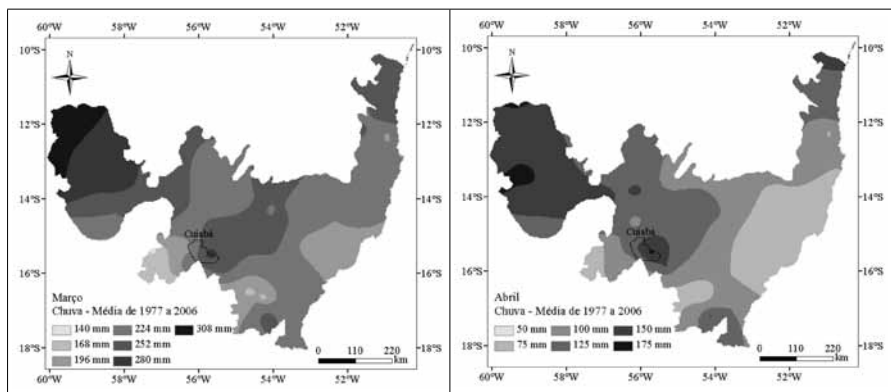 60°W 58°W 56°W 54°W 52°W
10°S
12°S
14°S
16°S
18°S
N
Cuiabá
Março
Chuva - Média de 1977 a 2006
140 mm 224 mm 308 mm
168 mm 252 mm
196 mm 280 mm
0 110 220
km
60°W 58°W 56°W 54°W 52°W
10°S
12°S
14°S
16°S
18°S
N
Cuiabá
Abril
Chuva - Média de 1977 a 2006
50 mm 100 mm 150 mm
75 mm 125 mm 175 mm
0 110 220
km